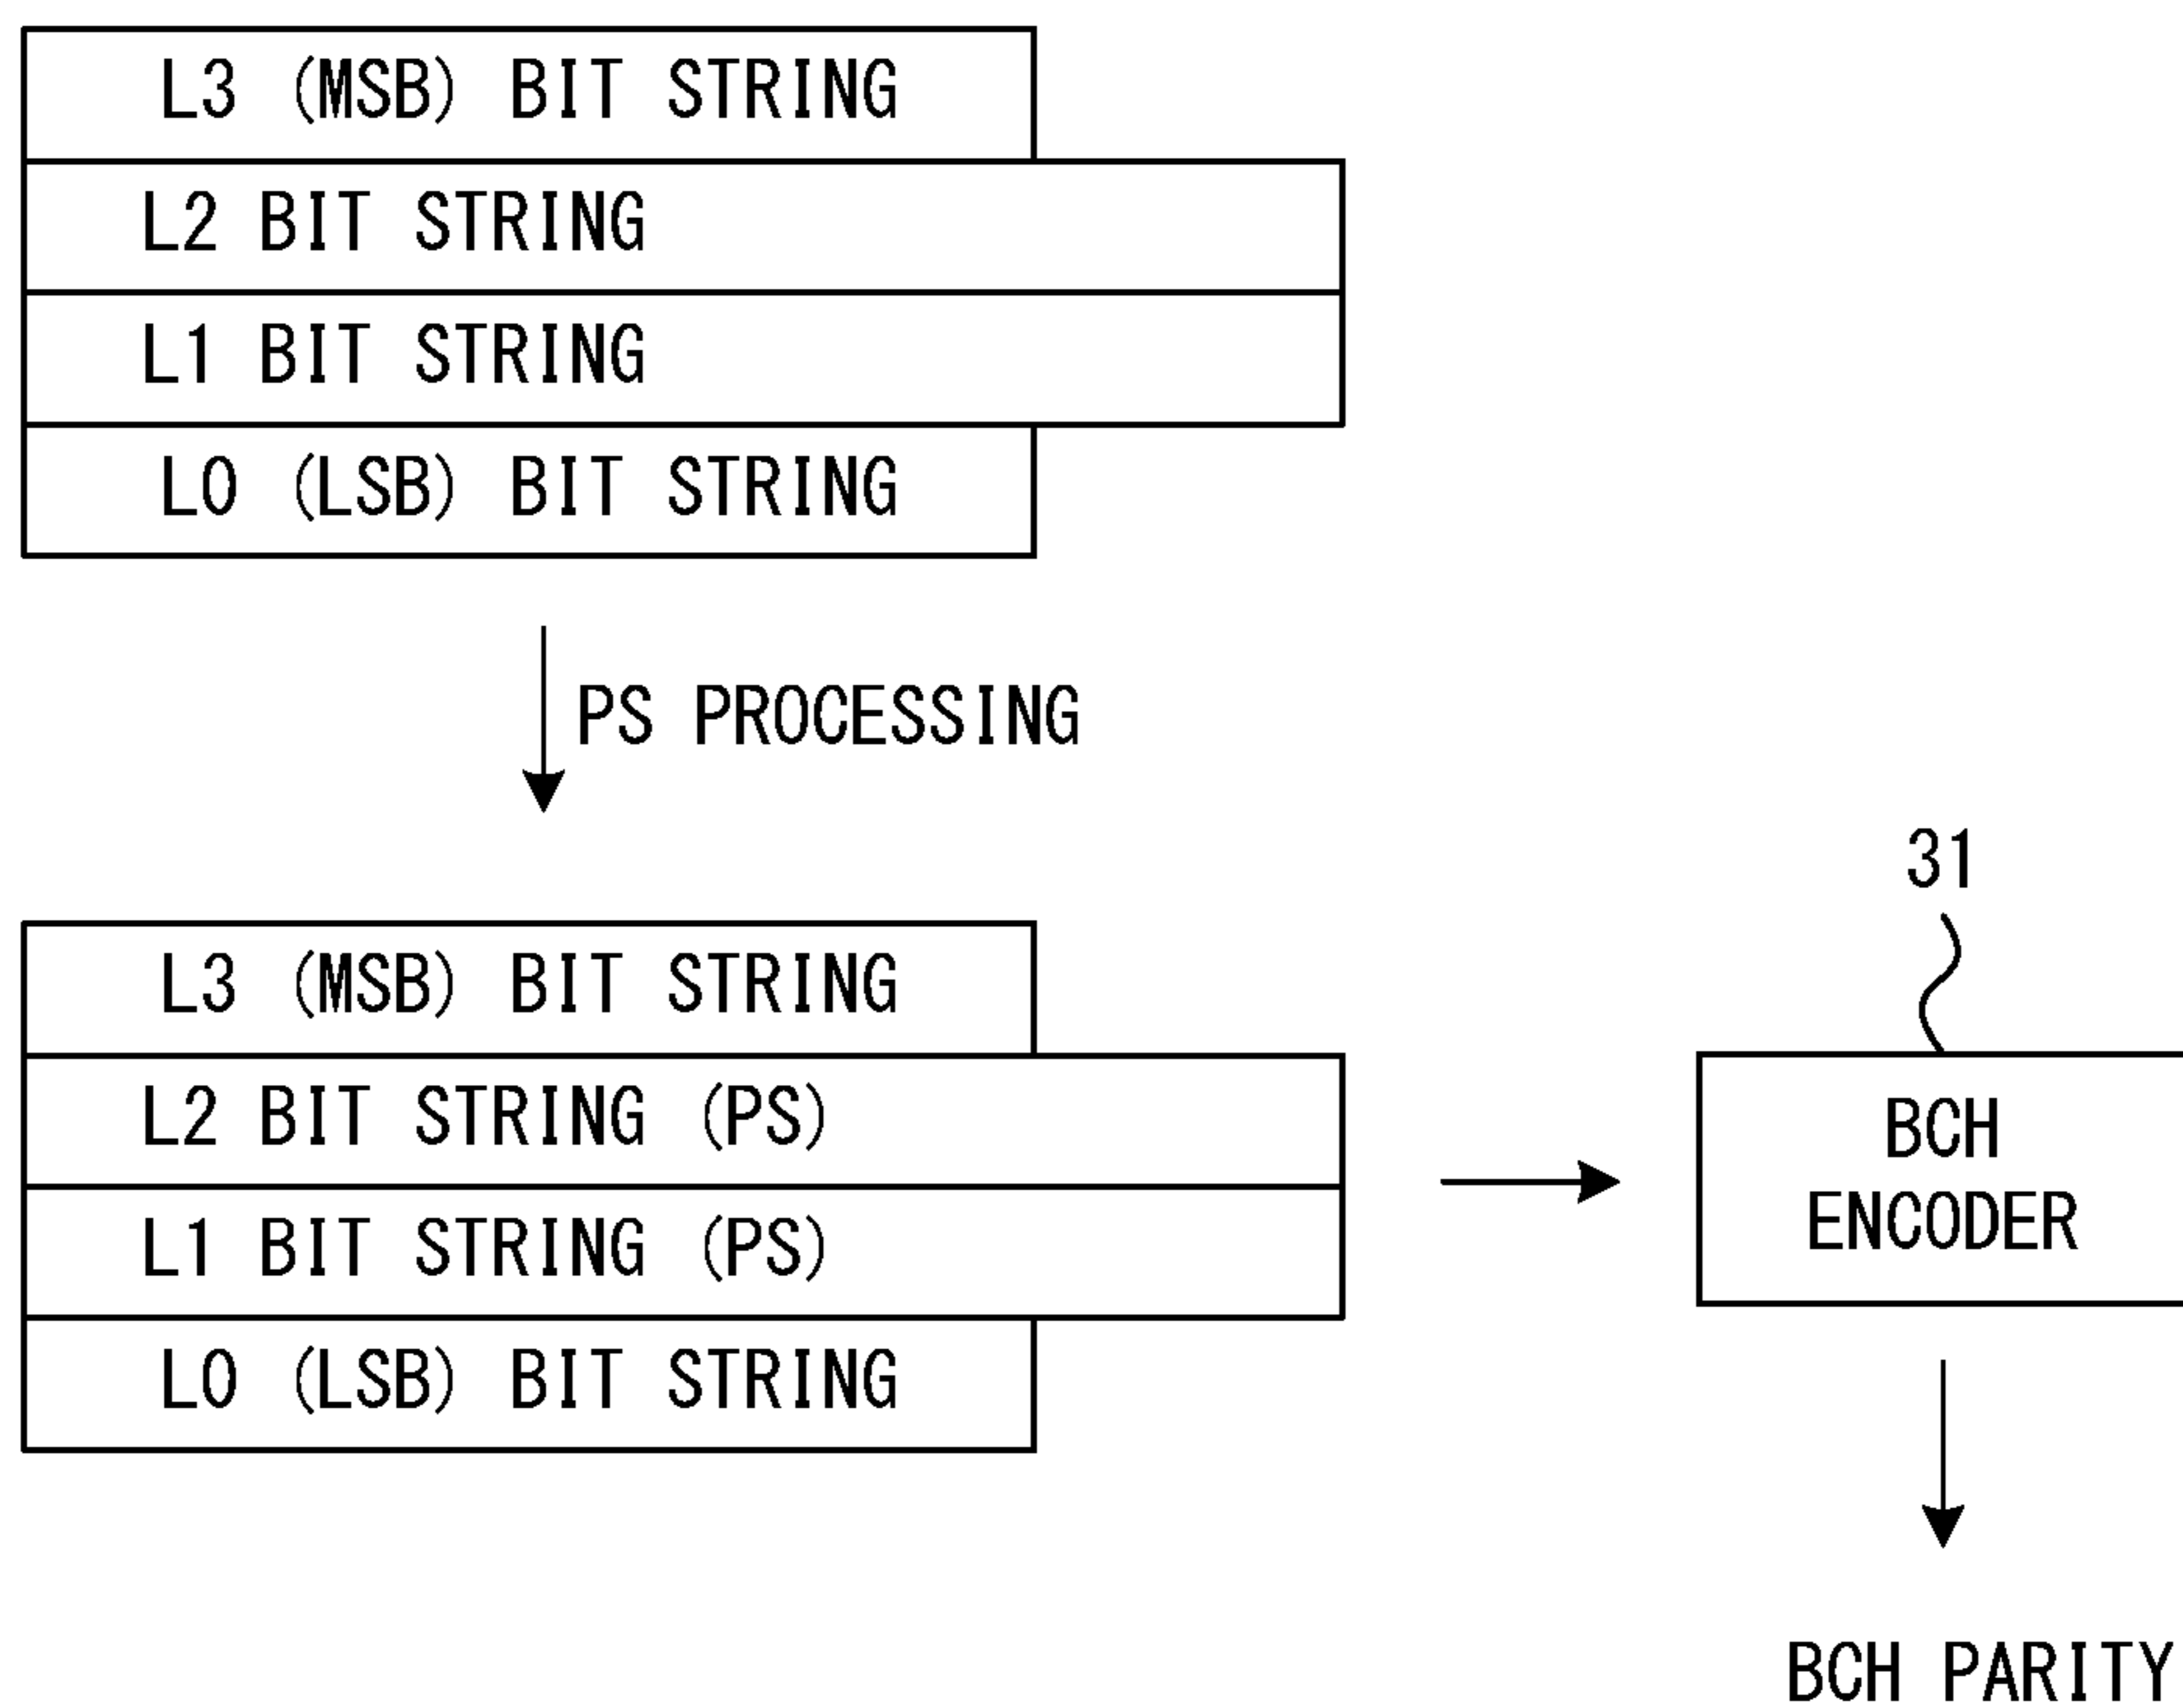 L3 (MSB) BIT STRING
L2 BIT STRING
L1 BIT STRING
L0 (LSB) BIT STRING
PS PROCESSING
L3 (MSB) BIT STRING
L2 BIT STRING (PS)
L1 BIT STRING (PS)
L0 (LSB) BIT STRING
31
BCH
ENCODER
BCH PARITY